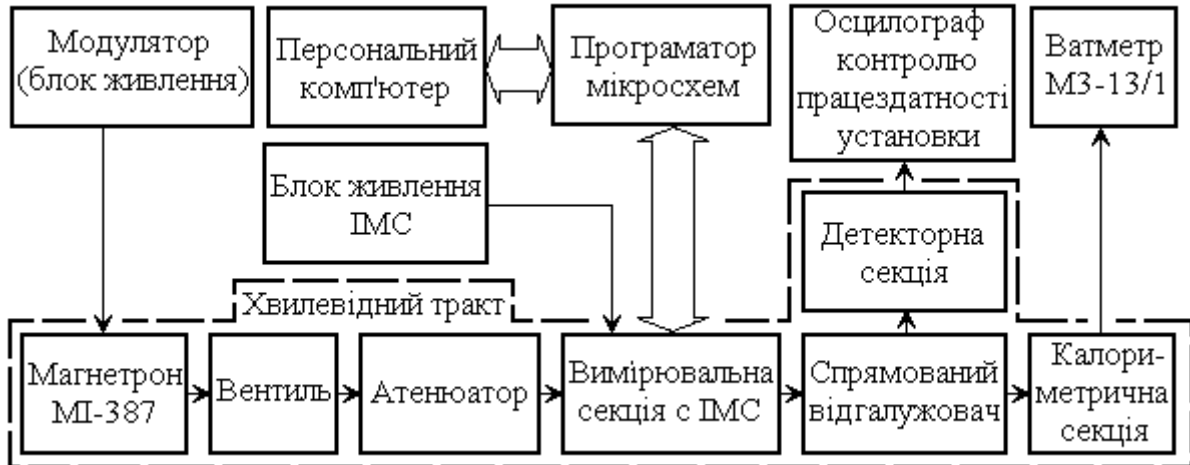 Модулятор
(блок живлення)
Персональний
комп'ютер
Програматор
мікросхем
Осцилограф
контролю
працездатності
установки
Ватметр
М3-13/1
Блок живлення
ІМС
Детекторна
секція
Хвилевідний тракт
Магнетрон
МІ-387
Вентиль
Атенюатор
Вимірювальна
секція с ІМС
Спрямований
відгалужовач
Калори-
метрична
секція